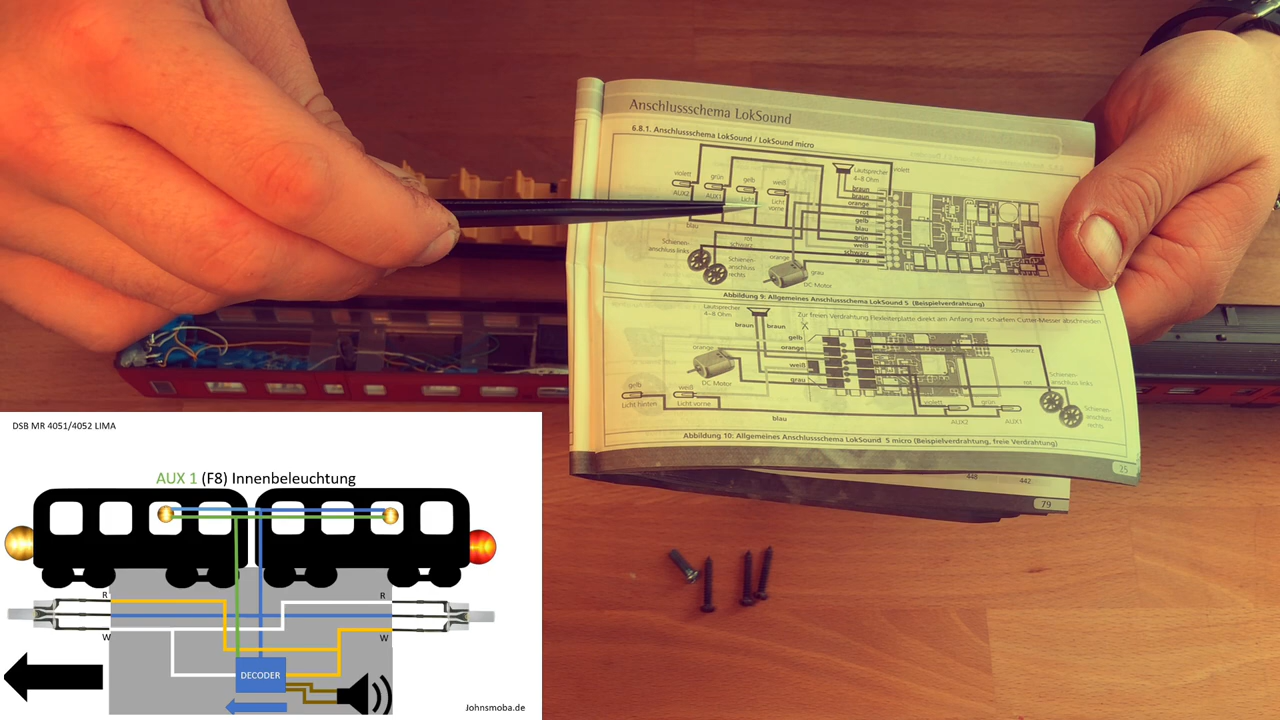 Anschlussschema LokSound
6.8.1. Anschlussschema LokSound / LokSound micro
violett
grün
gelb
weiß
Lautsprecher
4–8 Ohm
violett
AUX2
AUX1
Licht
Licht
vorne
braun
braun
orange
rot
gelb
blau
grün
weiß
schwarz
grau
blau
Schienen-
anschluss links
rot
schwarz
Schienen-
anschluss
rechts
orange
grau
DC Motor
Abbildung 9: Allgemeines Anschlussschema LokSound 5 (Beispielverdrahtung)
Lautsprecher
4–8 Ohm
Zur freien Verdrahtung Flexleiterplatte direkt am Anfang mit scharfem Cutter-Messer abschneiden.
braun
braun
X
gelb
orange
orange
weiß
grau
DC Motor
schwarz
rot
Schienen-
anschluss links
Schienen-
anschluss
rechts
gelb
weiß
Licht hinten
Licht vorne
violett
grün
AUX2
AUX1
blau
Abbildung 10: Allgemeines Anschlussschema LokSound 5 micro (Beispielverdrahtung, freie Verdrahtung)
25
448
442
79
DSB MR 4051/4052 LIMA
AUX 1 (F8) Innenbeleuchtung
R
R
W
W
DECODER
Johnsmoba.de